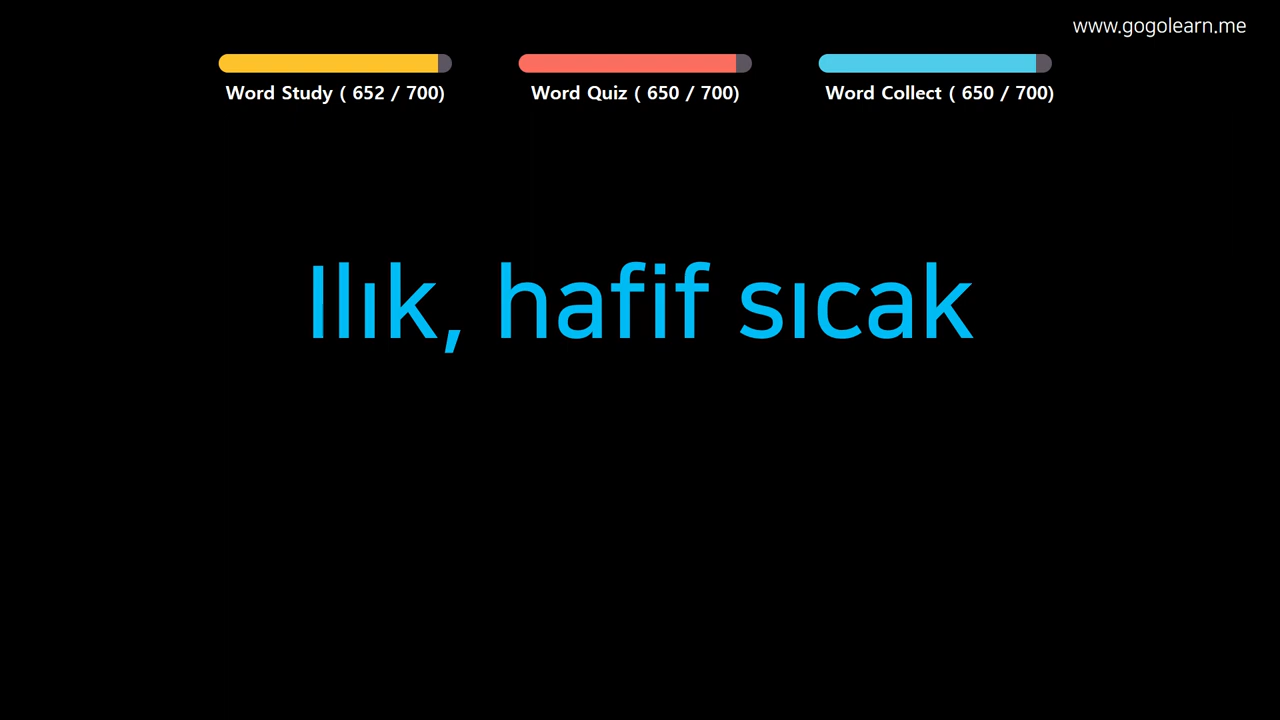 www.gogolearn.me
Word Study ( 652 / 700)
Word Quiz ( 650 / 700)
Word Collect ( 650 / 700)
Ilık, hafif sıcak